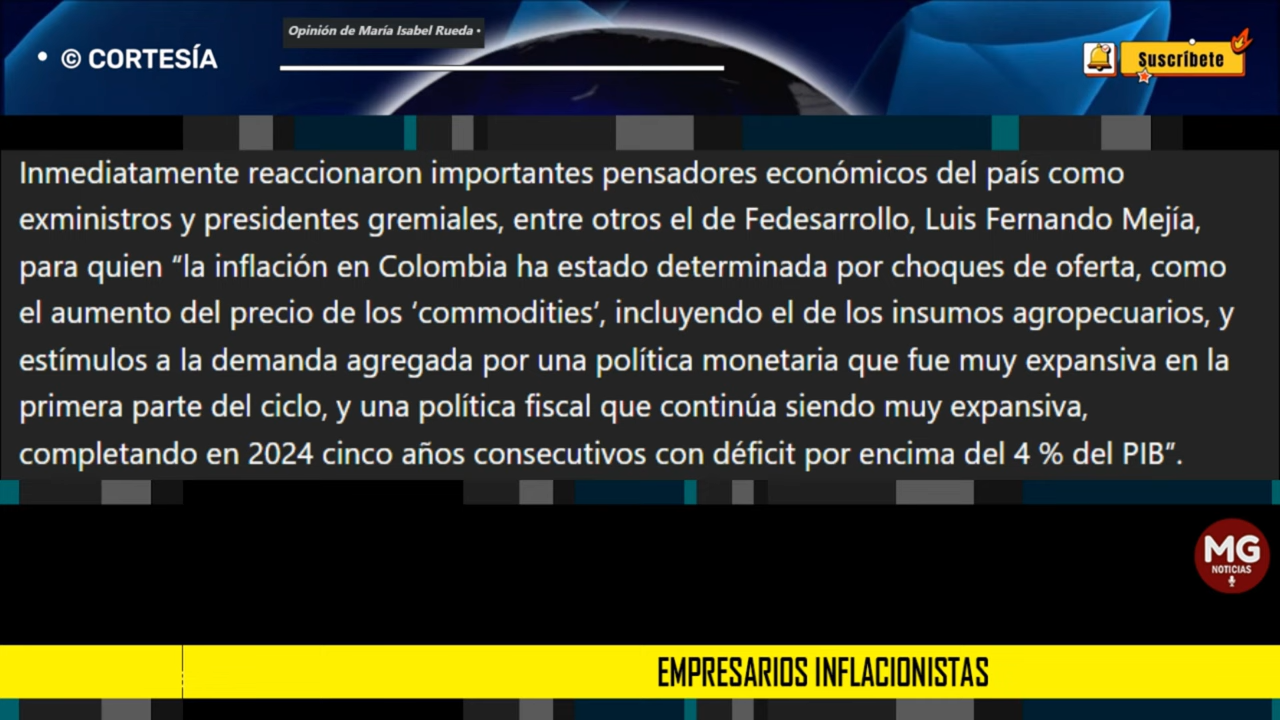 Opinión de María Isabel Rueda •
• © CORTESÍA
Suscríbete
Inmediatamente reaccionaron importantes pensadores económicos del país como
exministros y presidentes gremiales, entre otros el de Fedesarrollo, Luis Fernando Mejía,
para quien “la inflación en Colombia ha estado determinada por choques de oferta, como
el aumento del precio de los ‘commodities’, incluyendo el de los insumos agropecuarios, y
estímulos a la demanda agregada por una política monetaria que fue muy expansiva en la
primera parte del ciclo, y una política fiscal que continúa siendo muy expansiva,
completando en 2024 cinco años consecutivos con déficit por encima del 4 % del PIB”.
MG
NOTICIAS
EMPRESARIOS INFLACIONISTAS